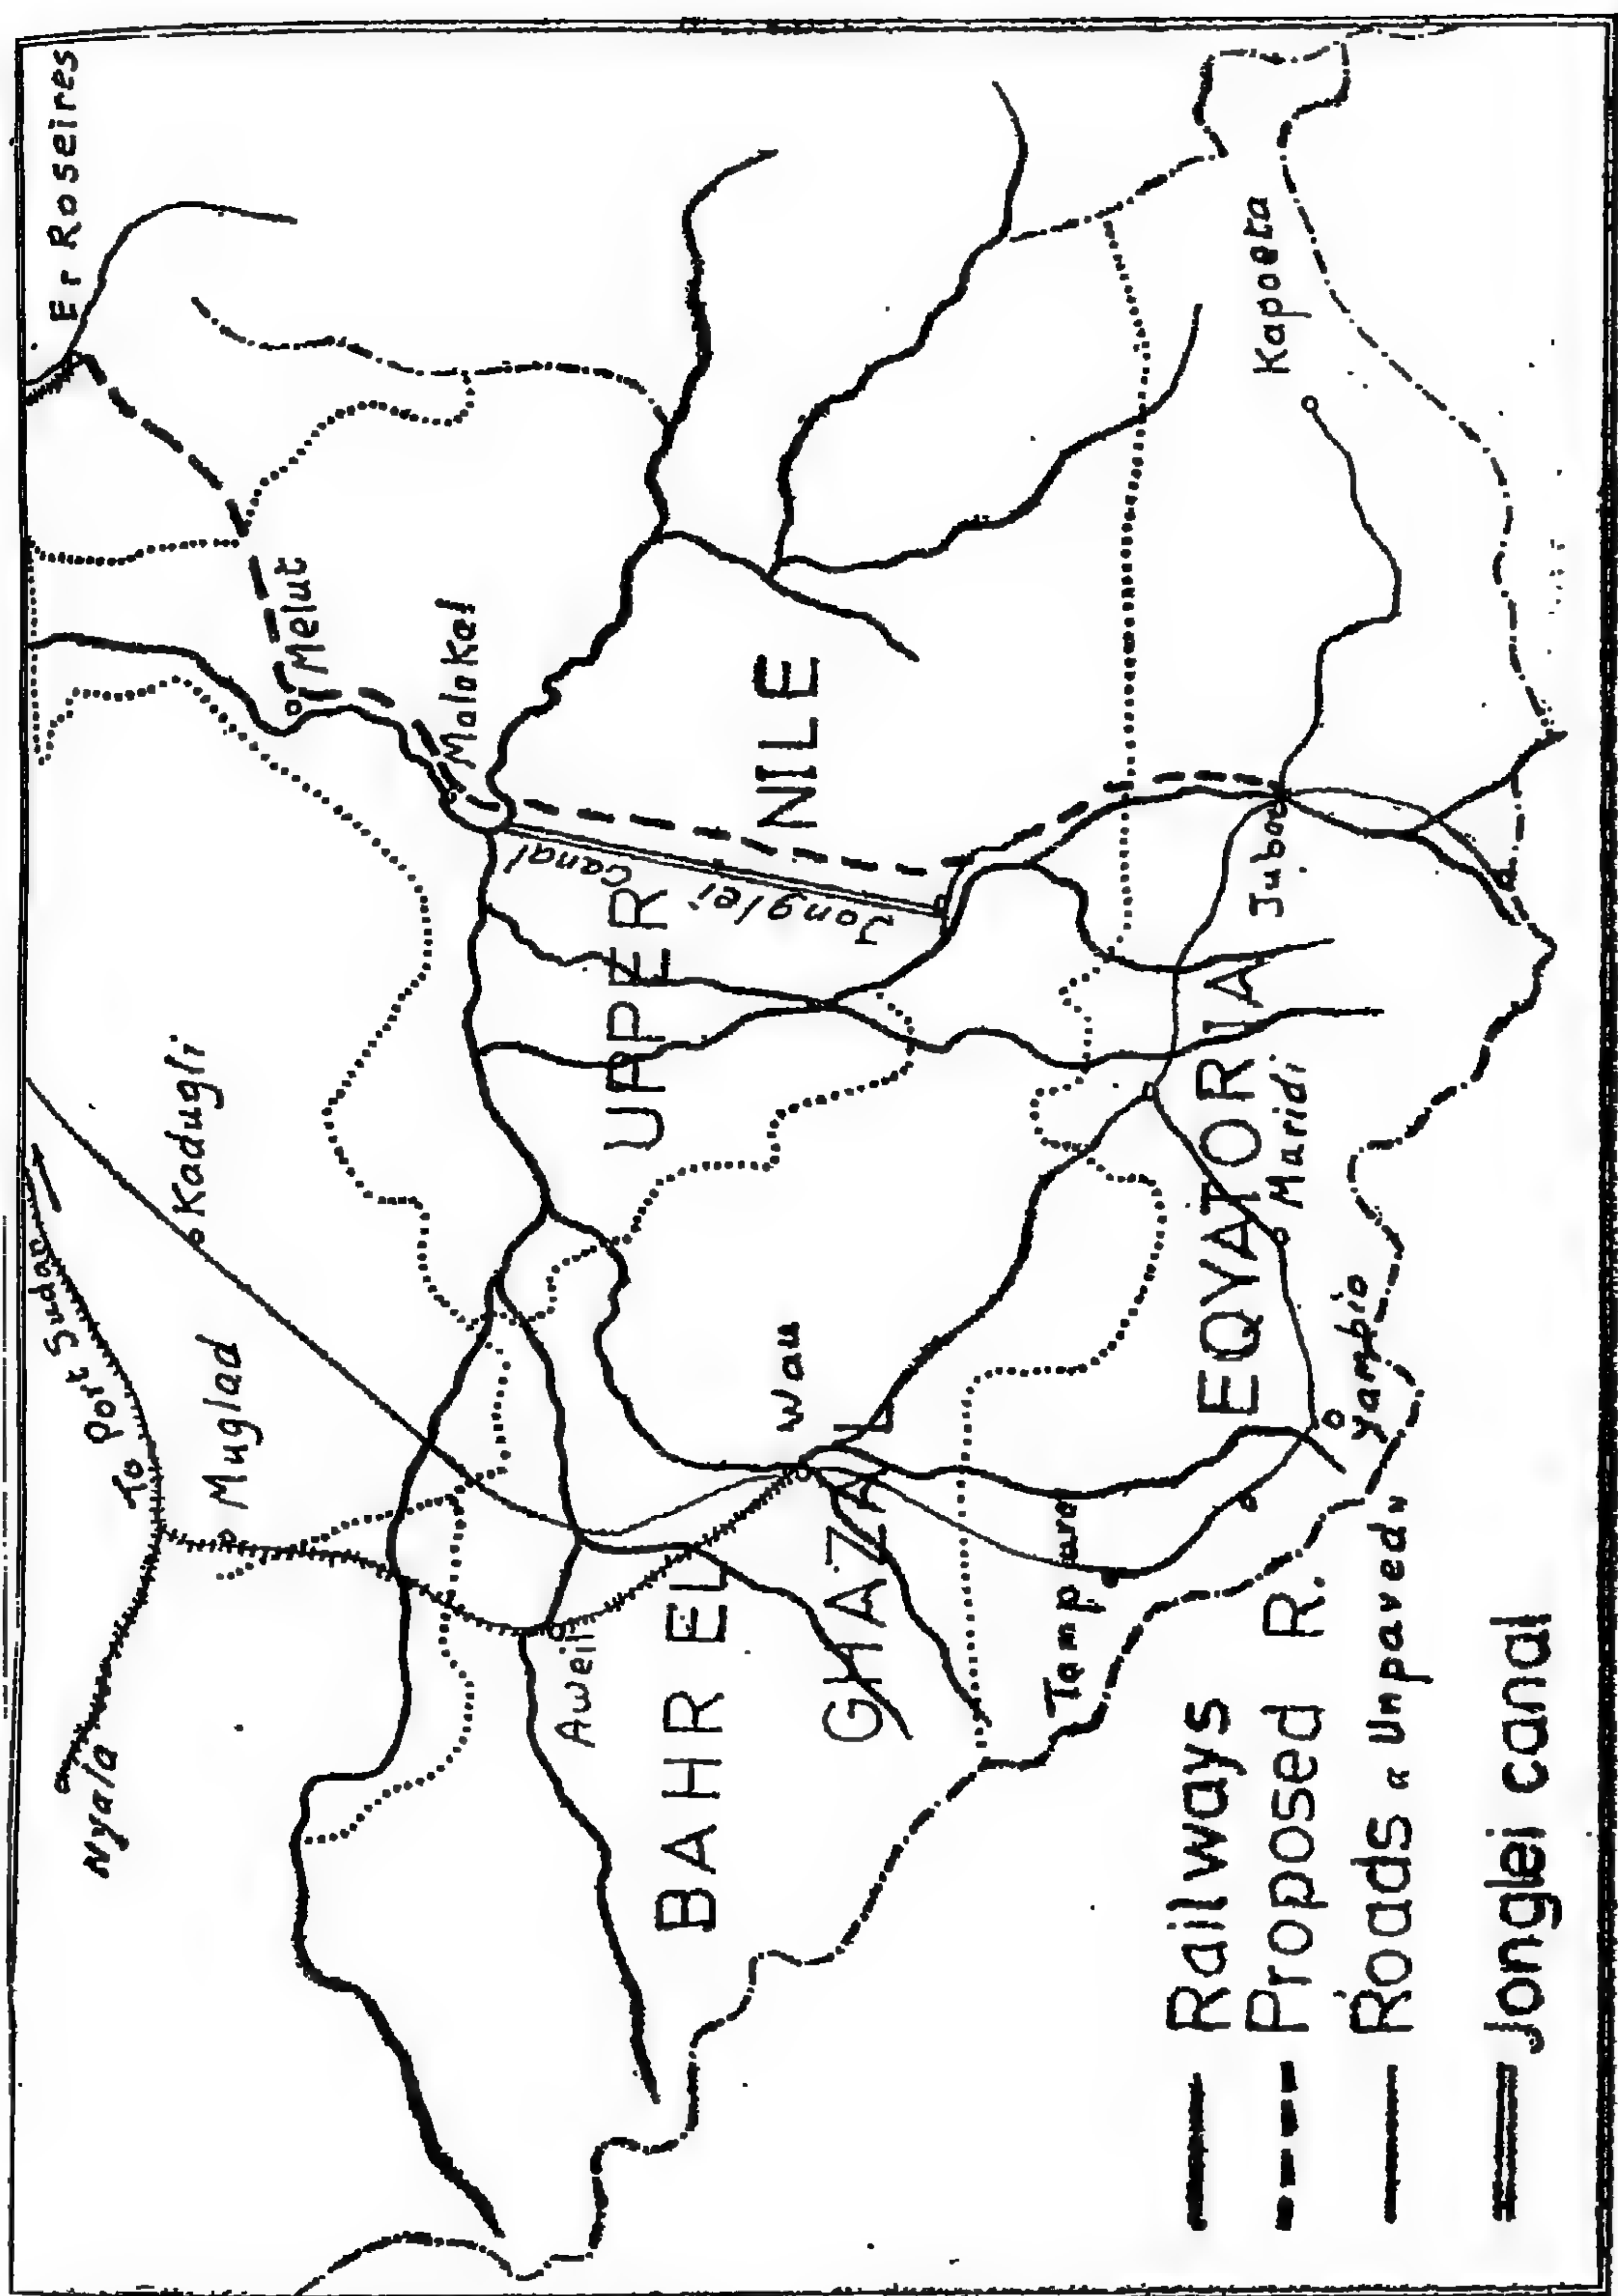 Er Roseires
Melut
Malakal
Kadugli
To Port Sudan
Muglad
Nyala
NILE
UPPER
Jonglei Canal
Kapoeta
Juba
EQYATORIA
Maridi
Yambio
Wau
BAHR EL
GHAZAL
Aweil
Railways
Proposed R.
Roads "Unpaved"
Jonglei canal